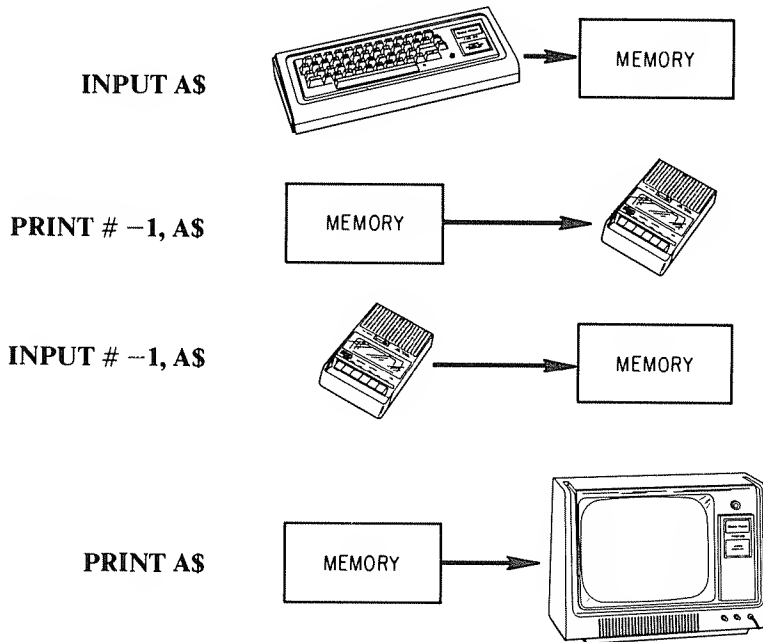 INPUT A$
MEMORY
PRINT # −1, A$
MEMORY
INPUT # −1, A$
MEMORY
PRINT A$
MEMORY